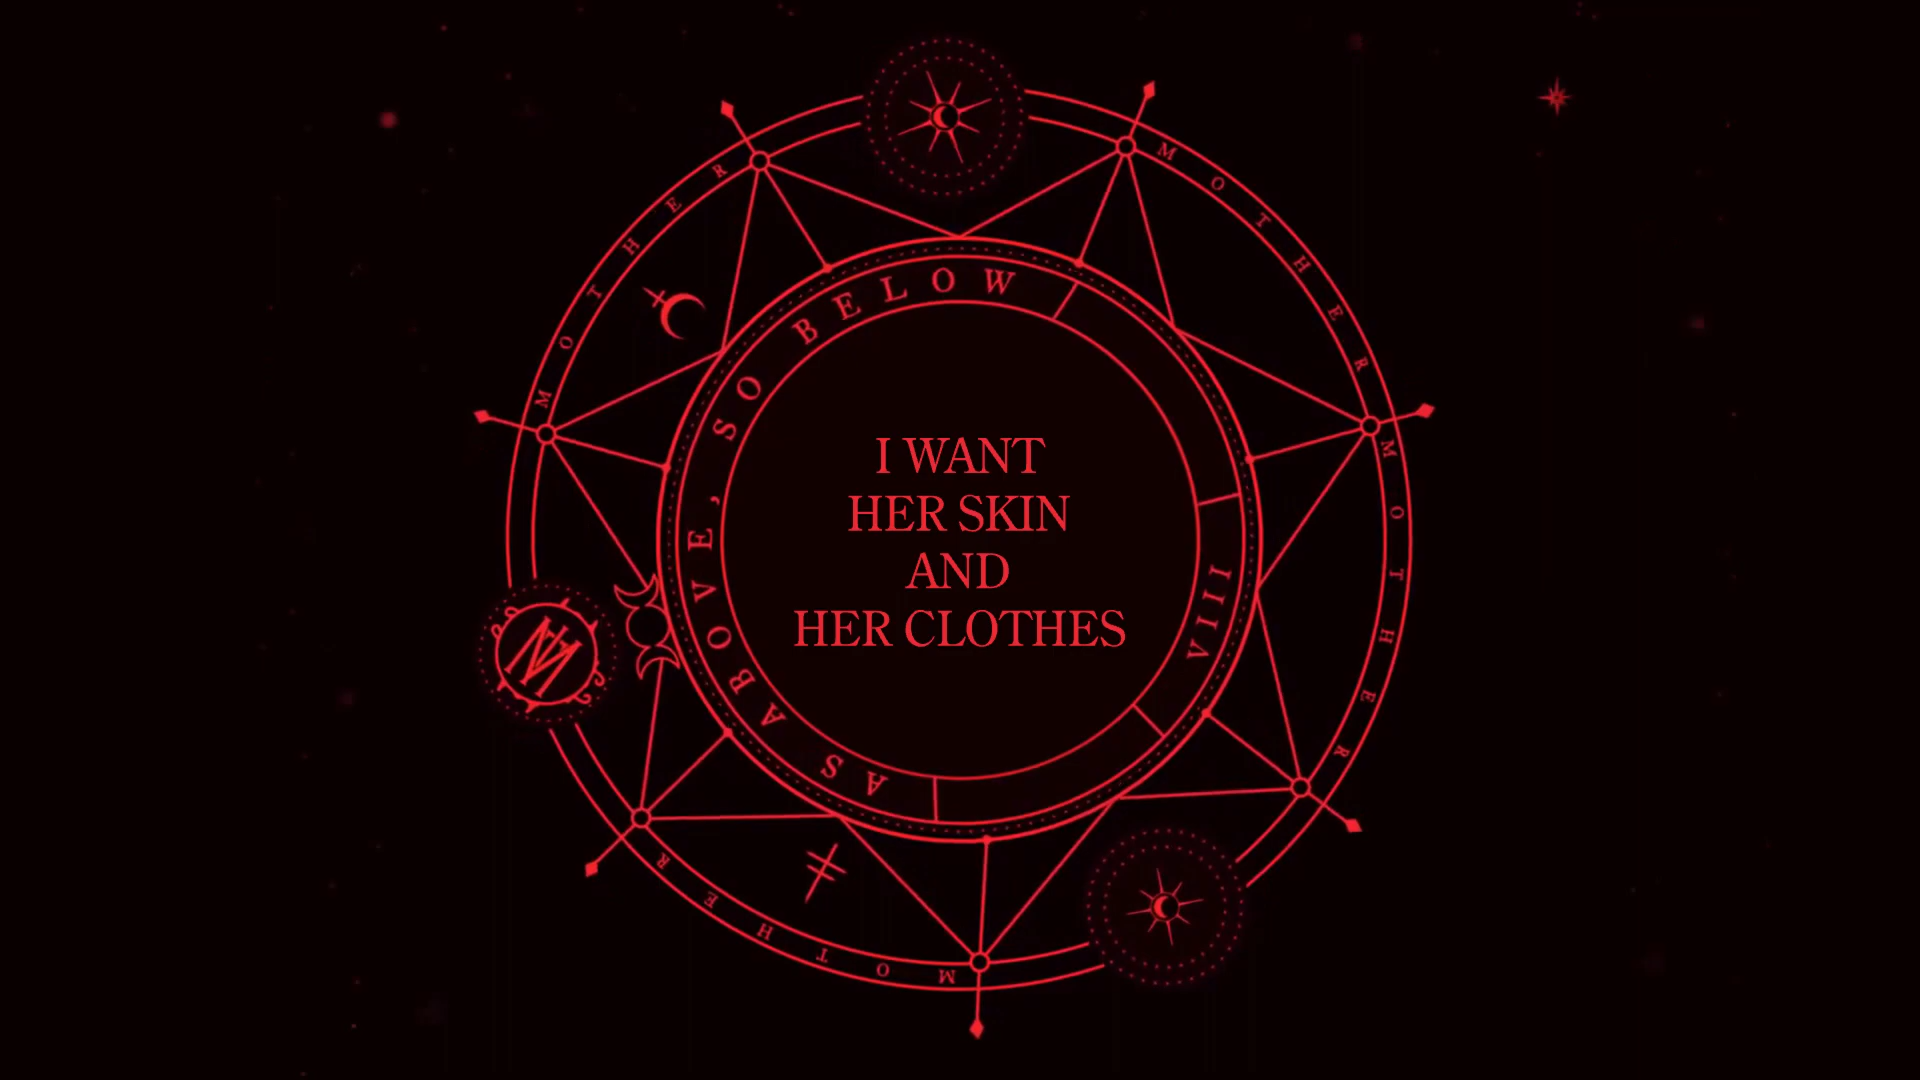 I WANT
HER SKIN
AND
HER CLOTHES
AS ABOVE, SO BELOW
VIII
MOTHER
MOTHER
MOTHER
MOTHER
M